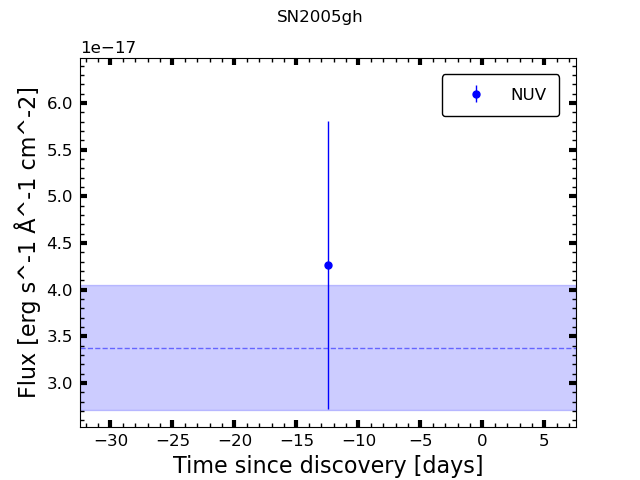 SN2005gh
1e−17
NUV
6.0
5.5
5.0
4.5
4.0
3.5
3.0
Flux [erg s^-1 Å^-1 cm^-2]
−30 −25 −20 −15 −10 −5 0 5
Time since discovery [days]